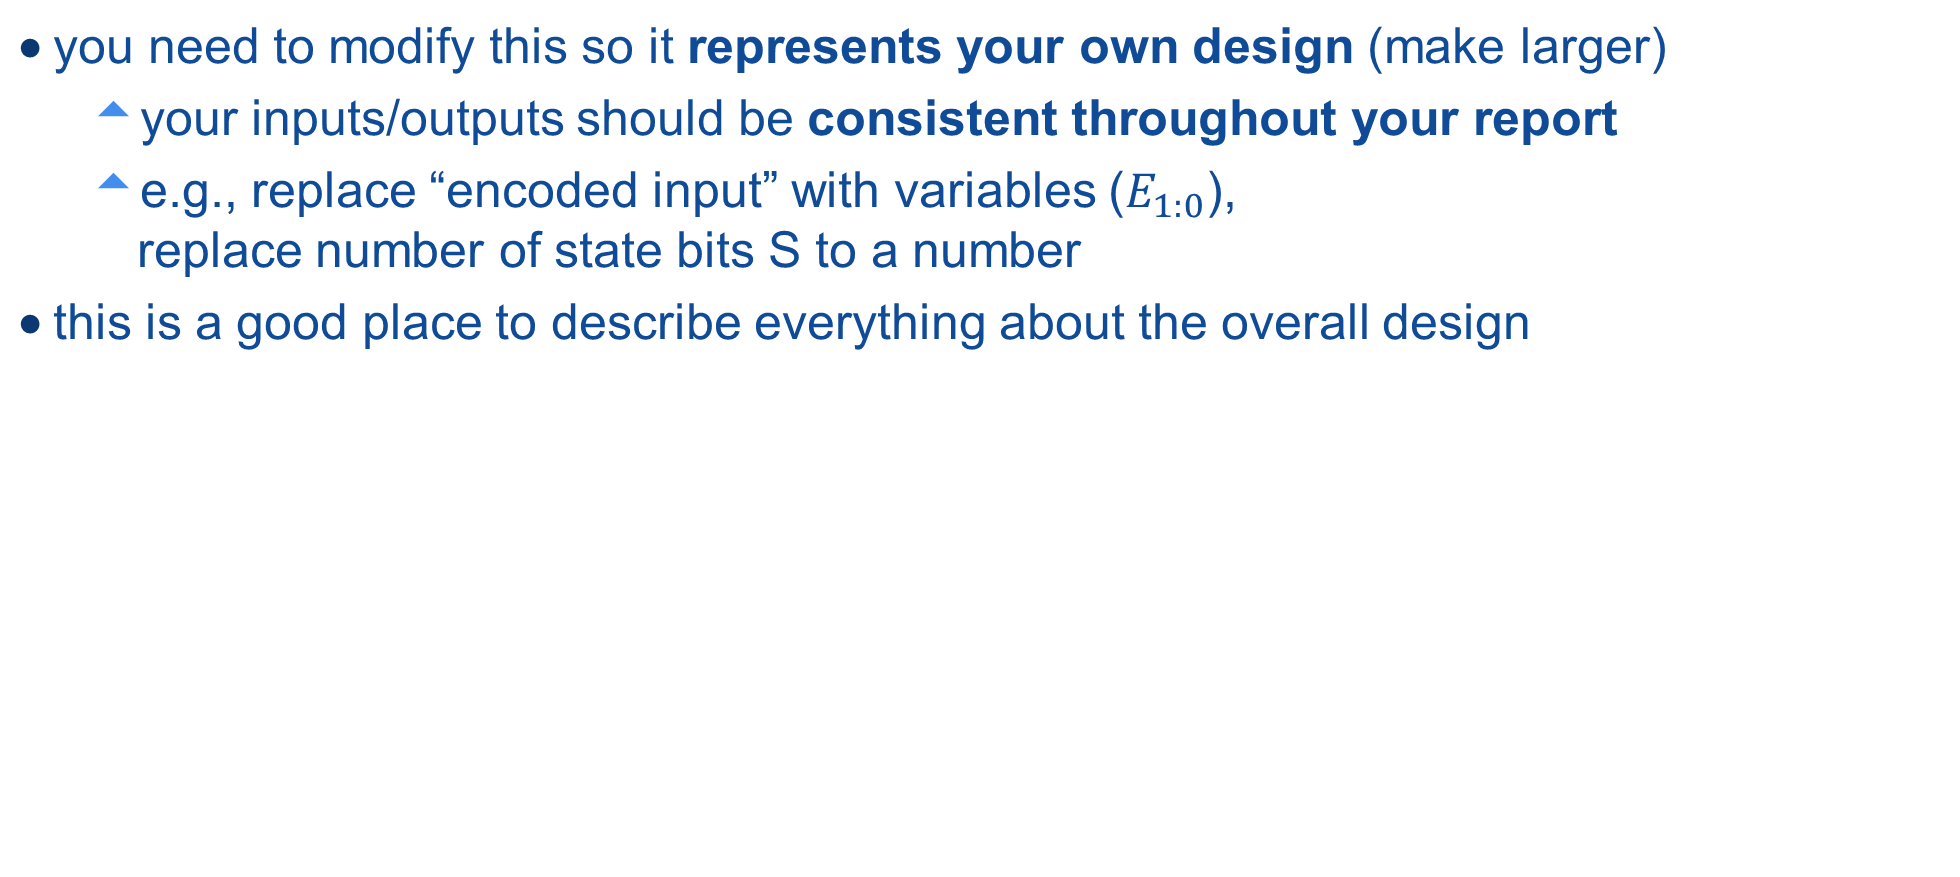 • you need to modify this so it represents your own design (make larger)
your inputs/outputs should be consistent throughout your report
e.g., replace “encoded input” with variables (E₁:₀),
replace number of state bits S to a number
• this is a good place to describe everything about the overall design